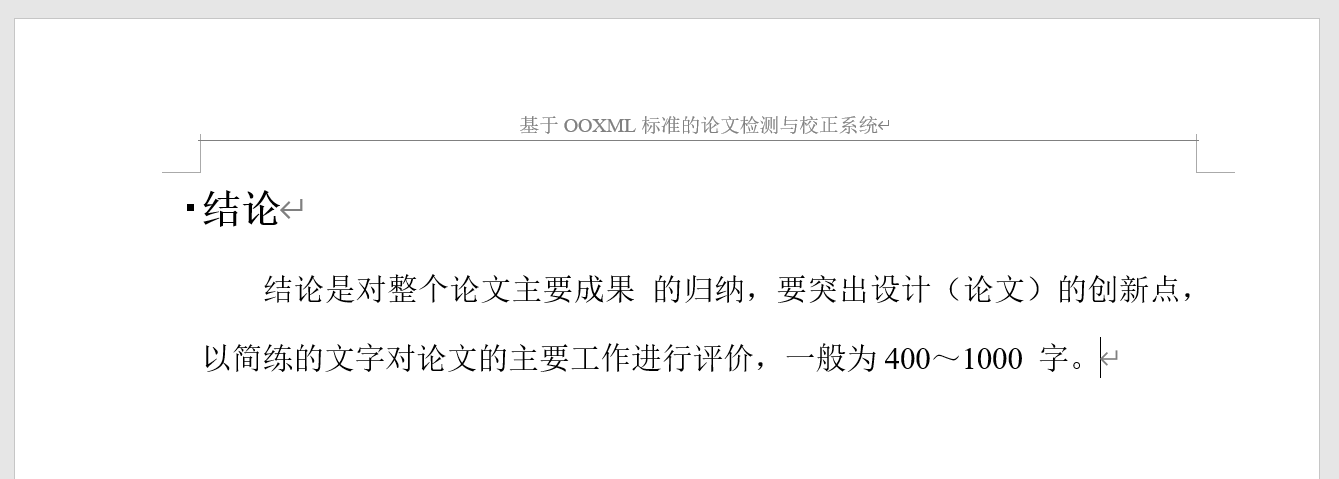 基于 OOXML 标准的论文检测与校正系统
结论
结论是对整个论文主要成果 的归纳，要突出设计（论文）的创新点，
以简练的文字对论文的主要工作进行评价，一般为 400～1000 字。